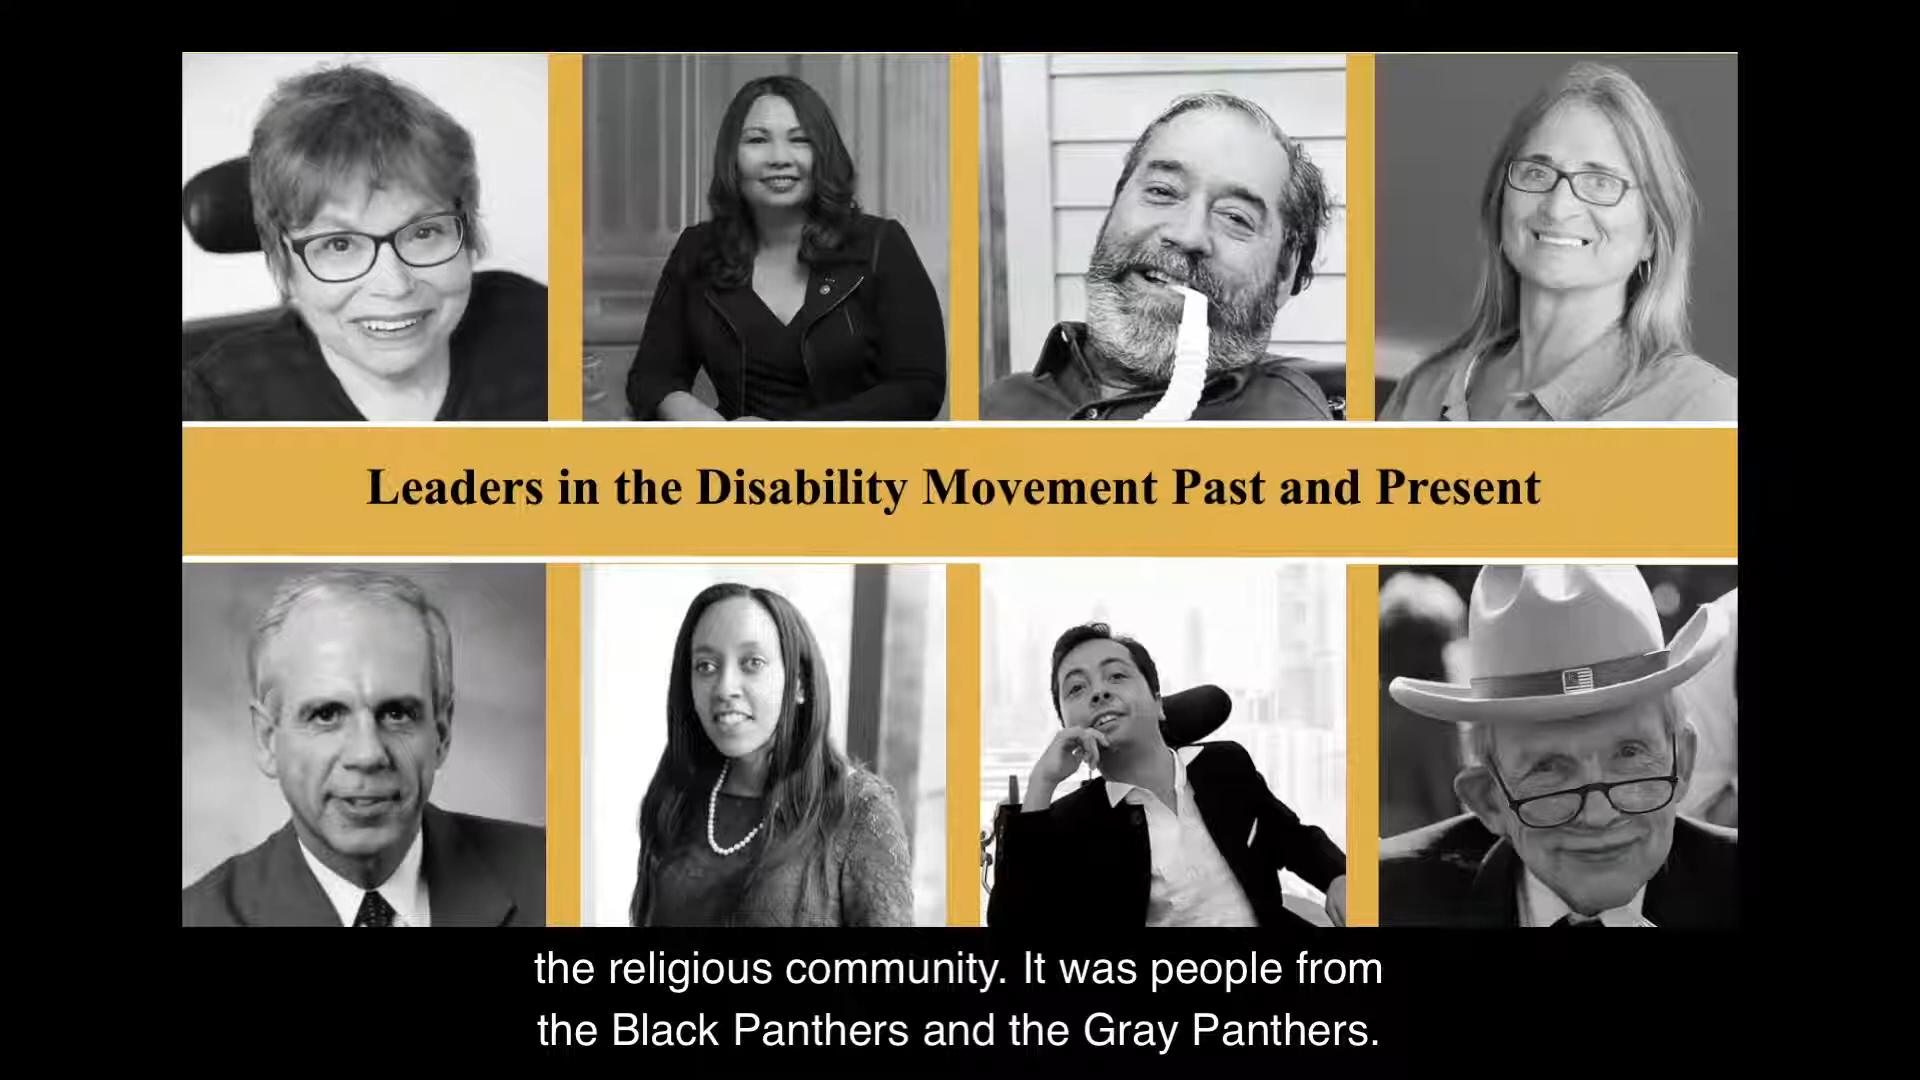 Leaders in the Disability Movement Past and Present
the religious community. It was people from
the Black Panthers and the Gray Panthers.